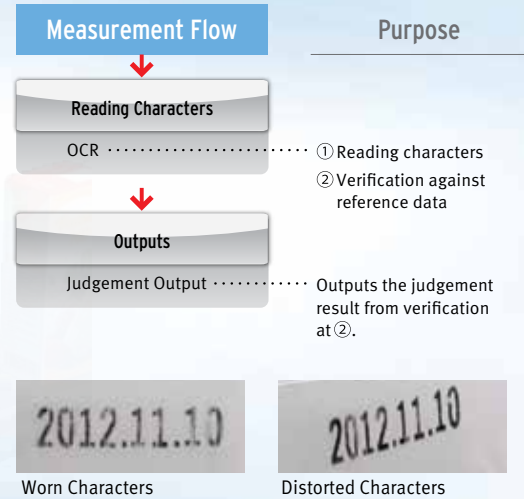 Measurement Flow
Purpose
Reading Characters
OCR ・・・・・・・・・・・・・・・・・・・・・・・・・ ①Reading characters
②Verification against
reference data
Outputs
Judgement Output ・・・・・・・・・・・・ Outputs the judgement
result from verification
at②.
2012.11.10
2012.11.10
Worn Characters
Distorted Characters